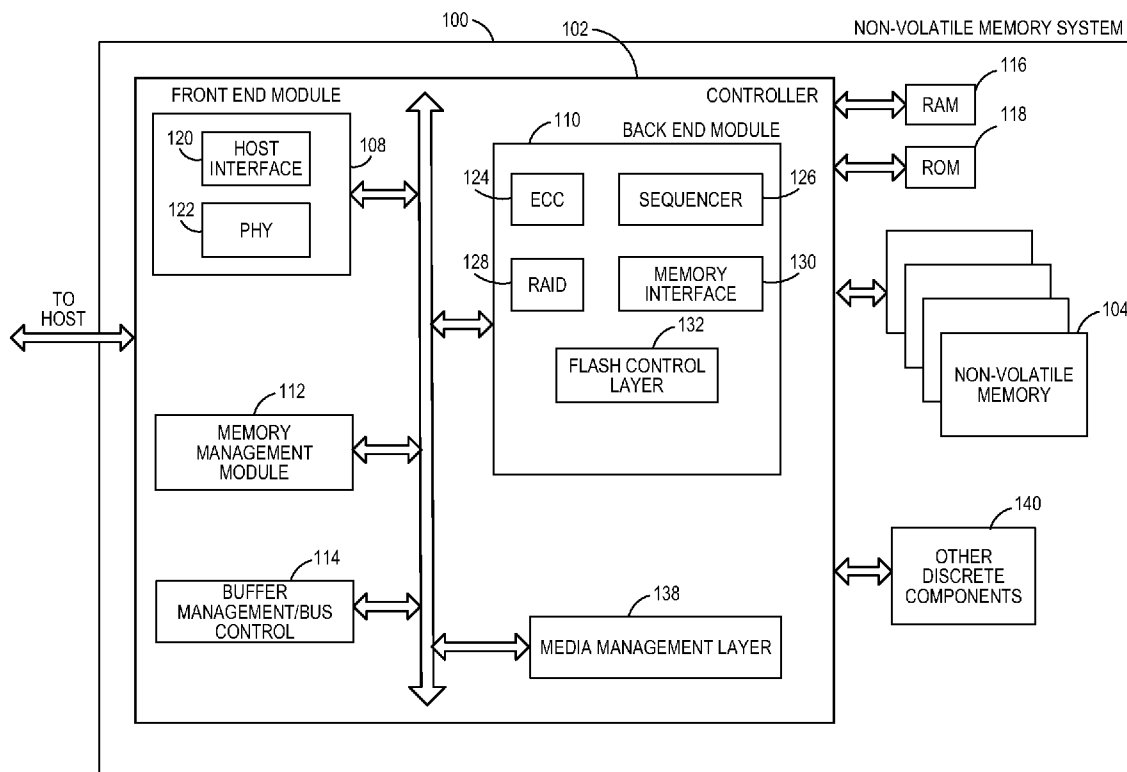 100
NON-VOLATILE MEMORY SYSTEM
102
FRONT END MODULE
CONTROLLER
116
RAM
118
ROM
110
BACK END MODULE
120
HOST
INTERFACE
108
122
PHY
124
ECC
126
SEQUENCER
128
RAID
130
MEMORY
INTERFACE
132
FLASH CONTROL
LAYER
TO
HOST
104
NON-VOLATILE
MEMORY
112
MEMORY
MANAGEMENT
MODULE
114
BUFFER
MANAGEMENT/BUS
CONTROL
138
MEDIA MANAGEMENT LAYER
140
OTHER
DISCRETE
COMPONENTS